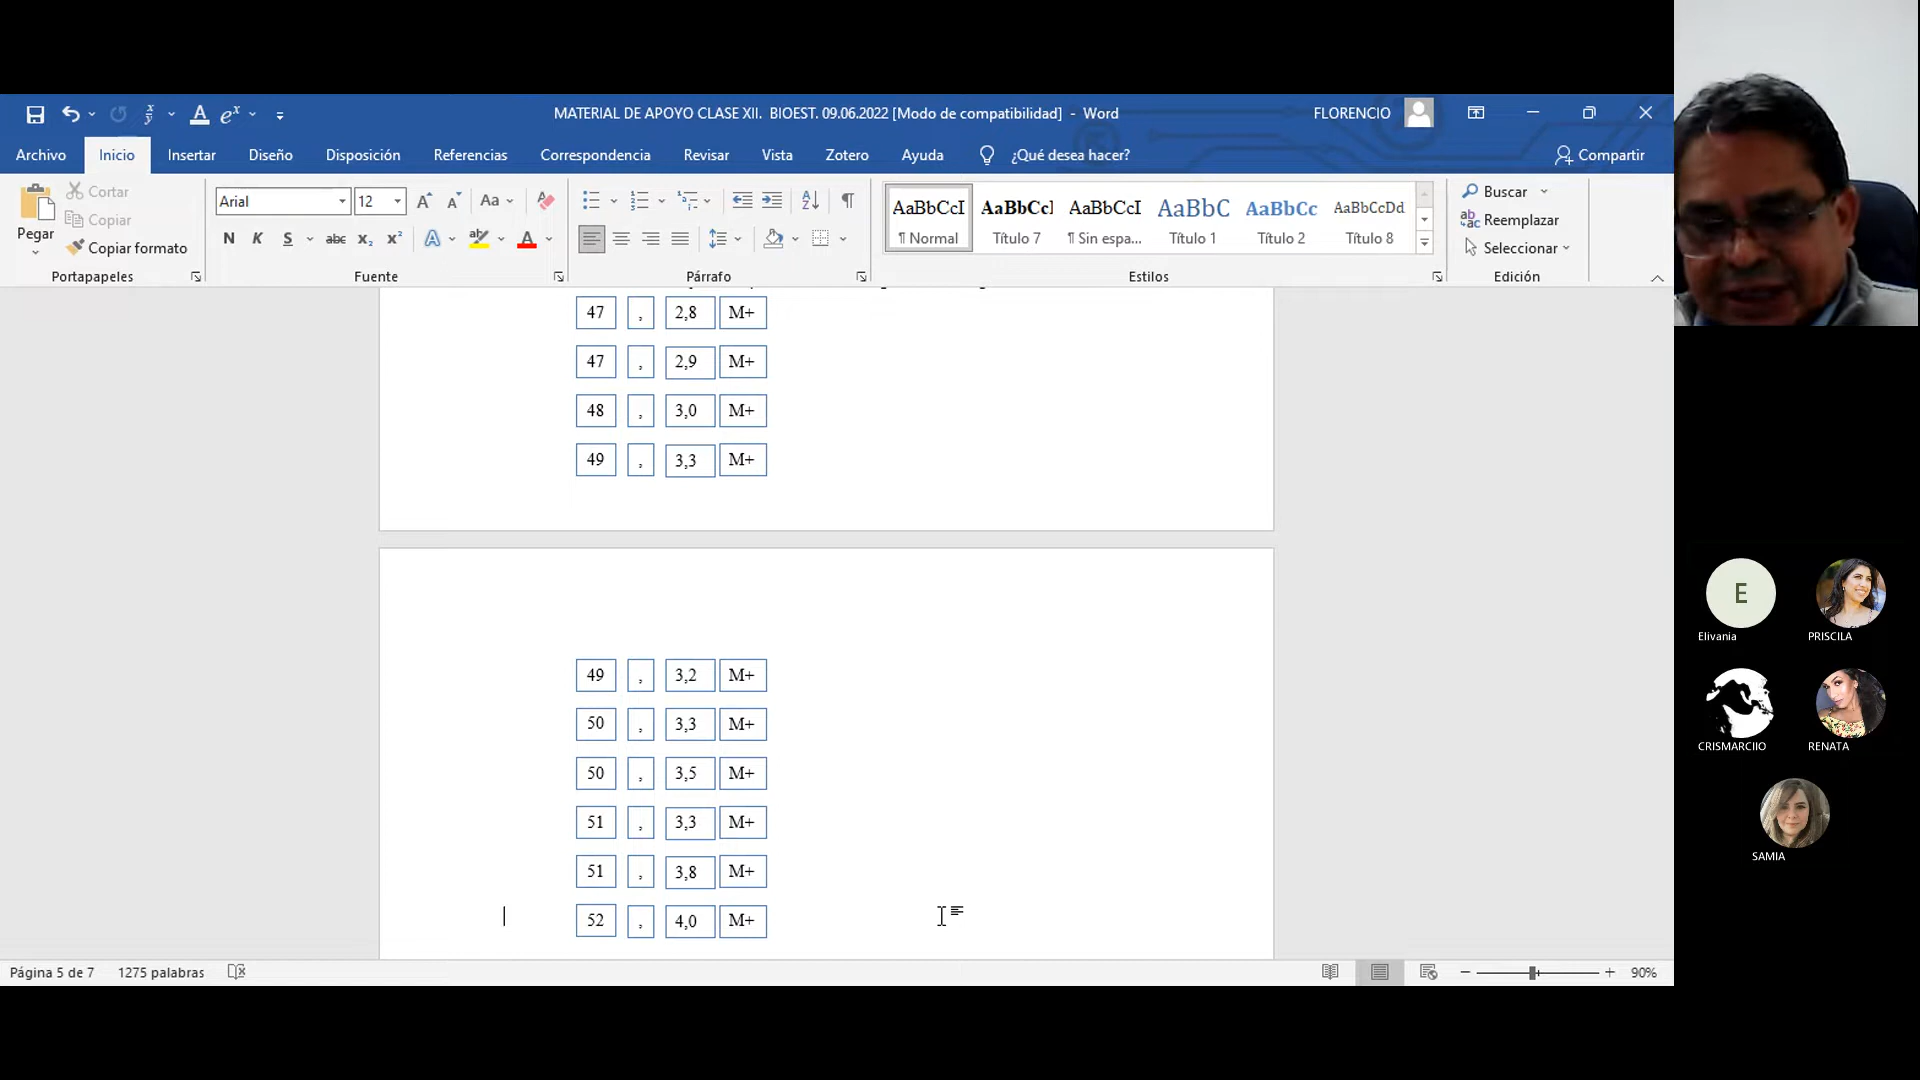 MATERIAL DE APOYO CLASE XII. BIOEST. 09.06.2022 [Modo de compatibilidad] - Word
FLORENCIO
Archivo Inicio Insertar Diseño Disposición Referencias Correspondencia Revisar Vista Zotero Ayuda ¿Qué desea hacer? Compartir
Pegar
Cortar
Copiar
Copiar formato
Portapapeles
Arial 12 Aa
N K S abc x₂ x² A A
Fuente
Párrafo
AaBbCcI AaBbCcI AaBbCcI AaBbC AaBbCc AaBbCcDd
¶ Normal Título 7 ¶ Sin espa... Título 1 Título 2 Título 8
Estilos
Buscar
Reemplazar
Seleccionar
Edición
47 , 2,8 M+
47 , 2,9 M+
48 , 3,0 M+
49 , 3,3 M+
49 , 3,2 M+
50 , 3,3 M+
50 , 3,5 M+
51 , 3,3 M+
51 , 3,8 M+
52 , 4,0 M+
Página 5 de 7 1275 palabras 90%
E
Elivania PRISCILA
CRISMARCIIO RENATA
SAMIA